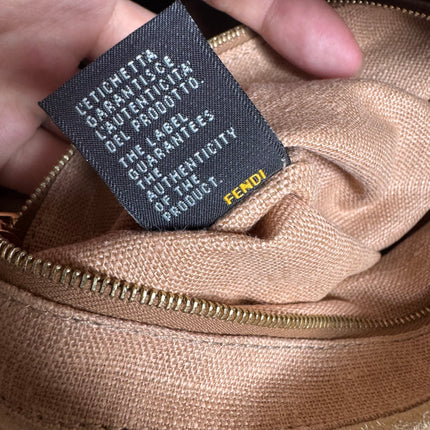 L'ETICHETTA
GARANTISCE
L'AUTENTICITA'
DEL PRODOTTO.
THE LABEL
GUARANTEES
THE
AUTHENTICITY
OF THE
PRODUCT.
FENDI